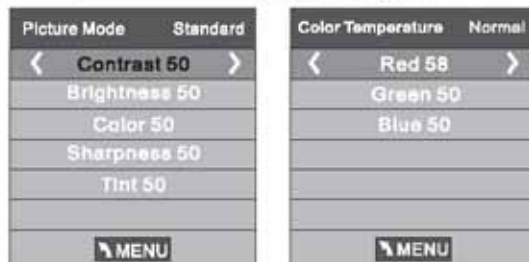 Picture Mode Standard
Contrast 50
Brightness 50
Color 50
Sharpness 50
Tint 50
MENU
Color Temperature Normal
Red 58
Green 50
Blue 50
MENU